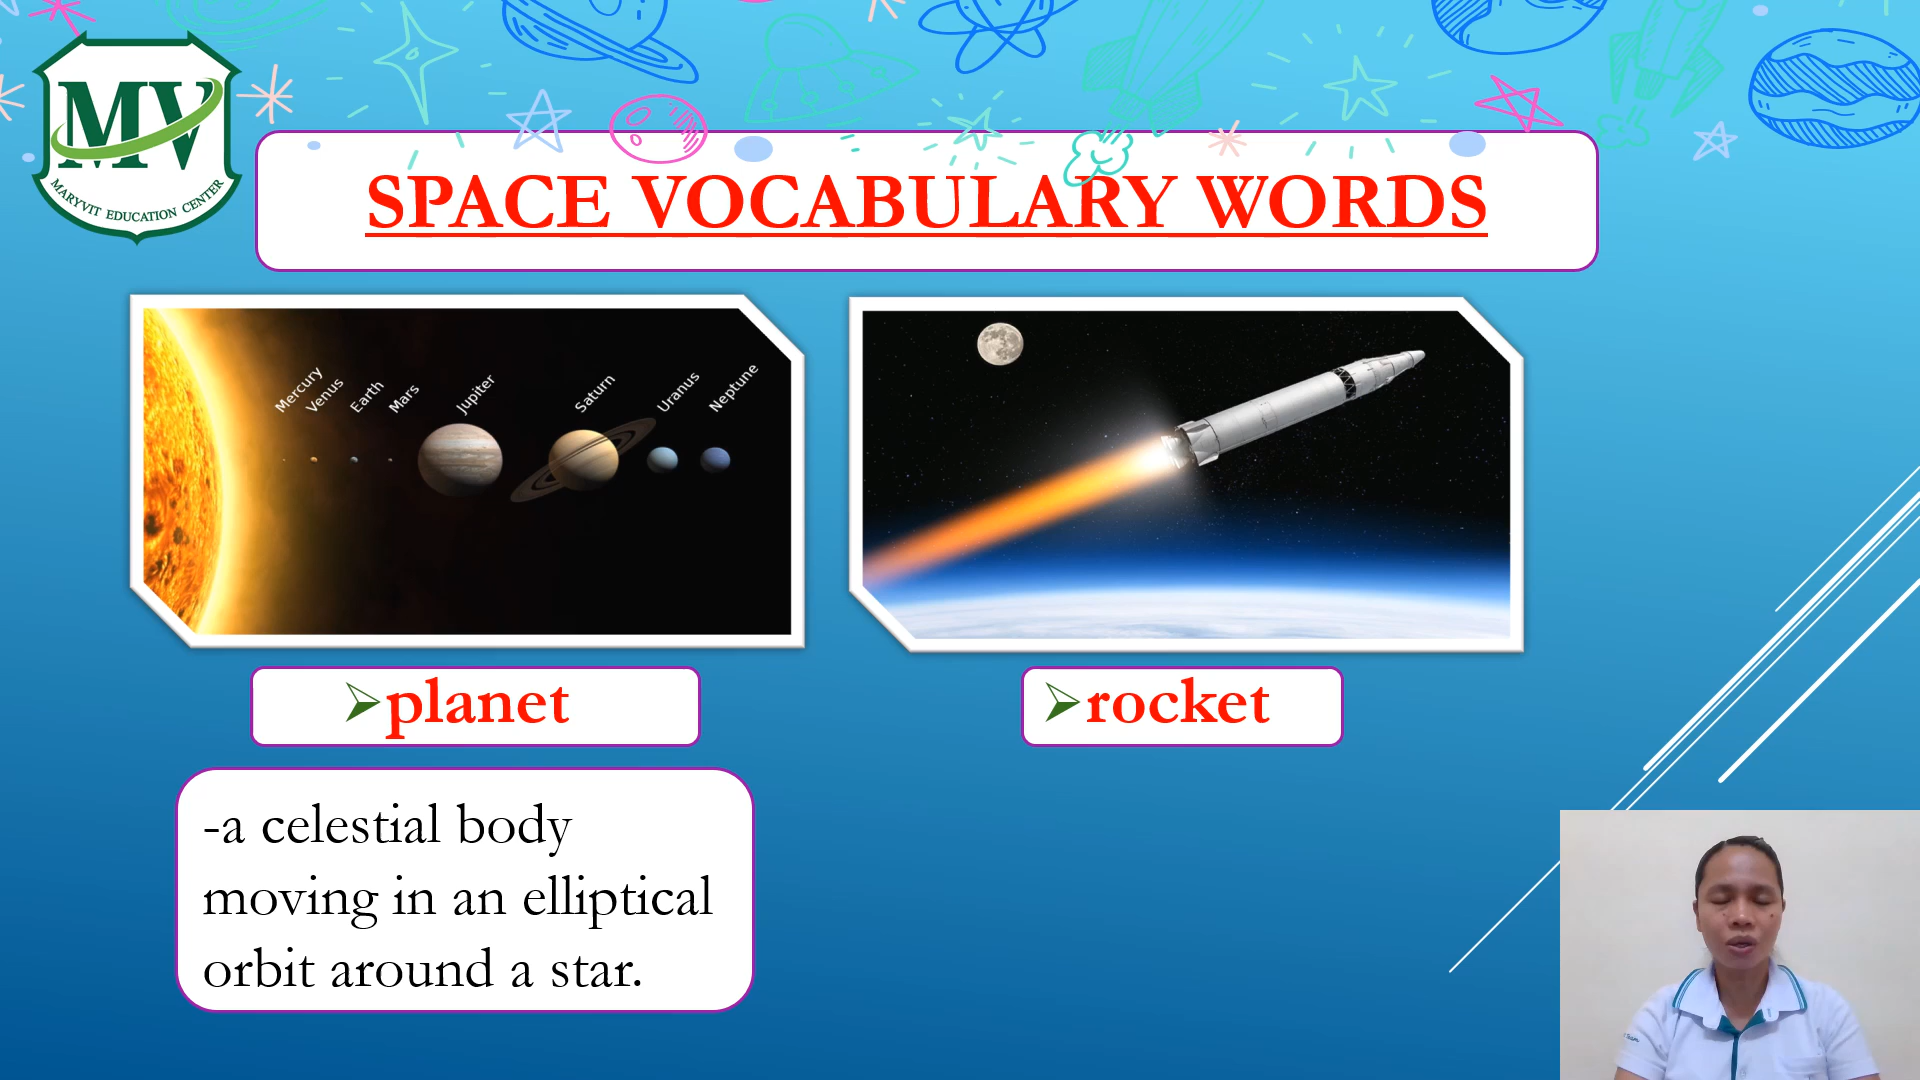 MV
MARYVIT EDUCATION CENTER
SPACE VOCABULARY WORDS
Mercury
Venus
Earth
Mars
Jupiter
Saturn
Uranus
Neptune
➢planet
➢rocket
-a celestial body
moving in an elliptical
orbit around a star.